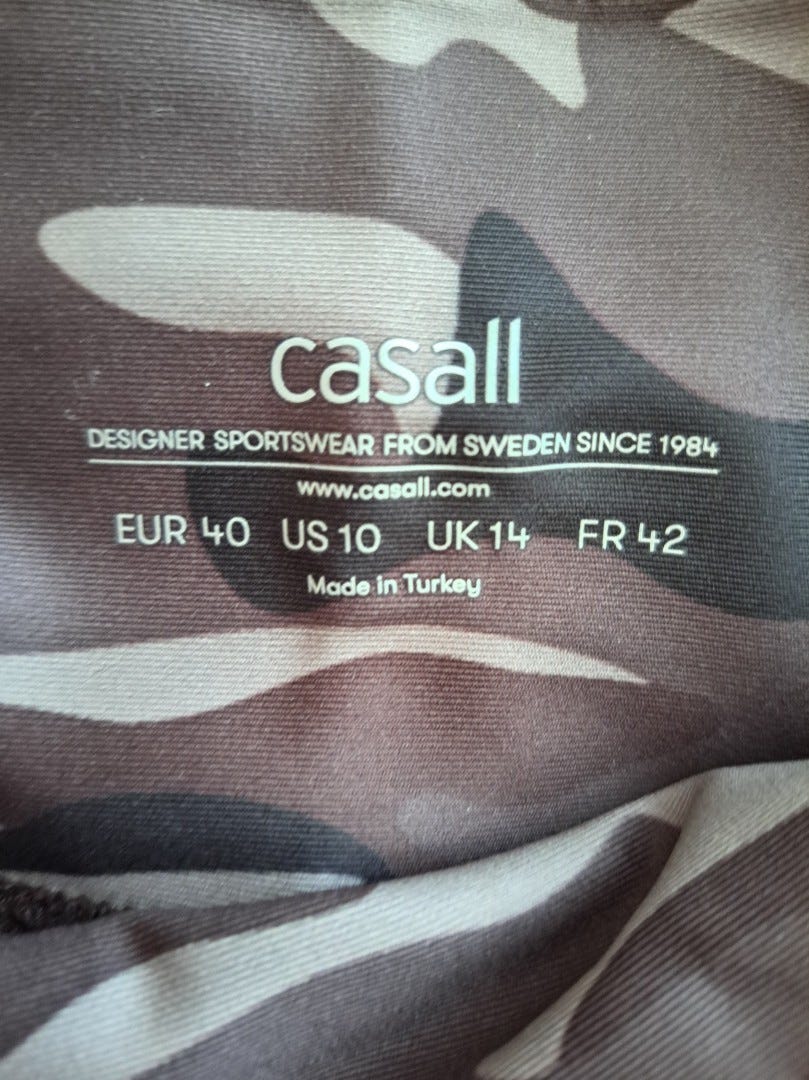 casall
DESIGNER SPORTSWEAR FROM SWEDEN SINCE 1984
www.casall.com
EUR 40 US 10 UK 14 FR 42
Made in Turkey